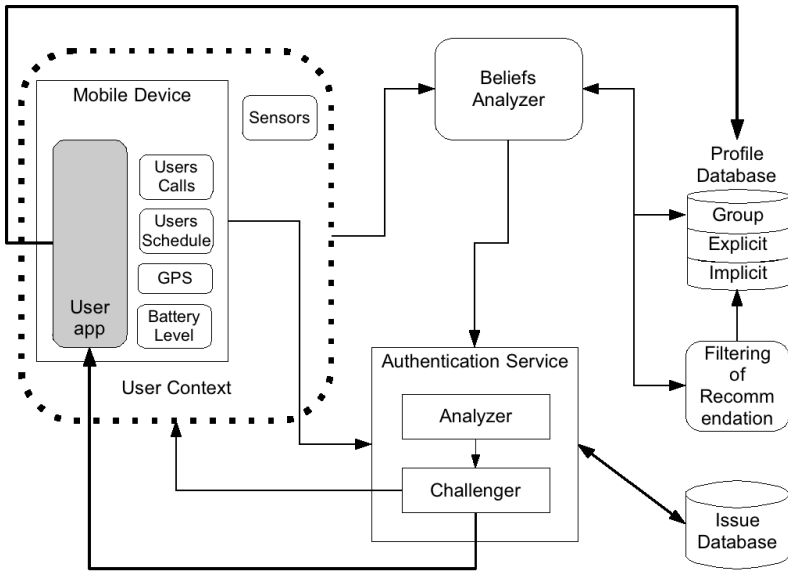 Mobile Device
Sensors
Users
Calls
Users
Schedule
GPS
Battery
Level
User
app
User Context
Beliefs
Analyzer
Profile
Database
Group
Explicit
Implicit
Filtering
of
Recomm
endation
Authentication Service
Analyzer
Challenger
Issue
Database